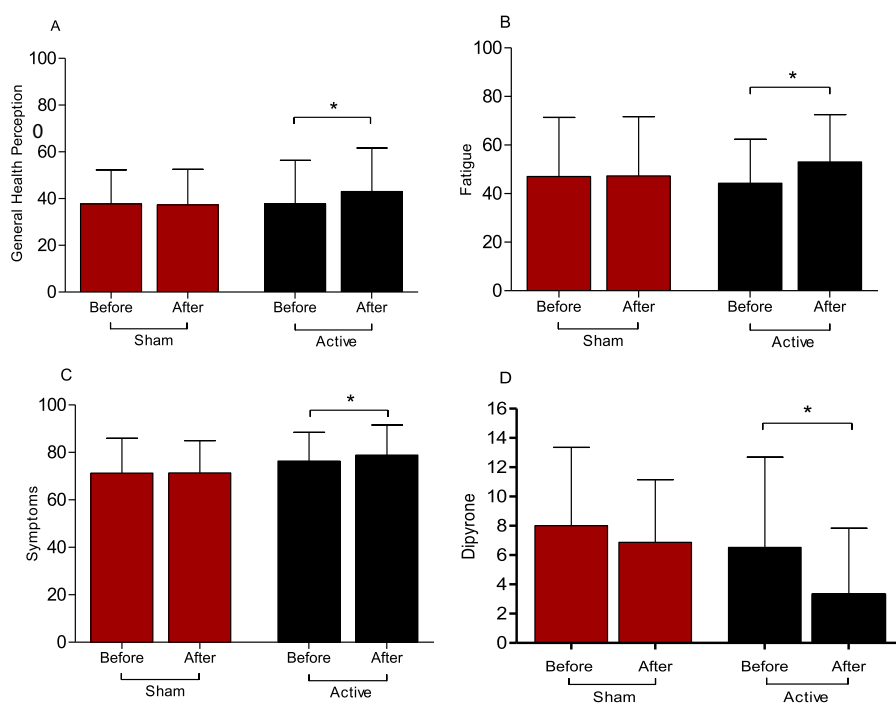 A
General Health Perception
0
100
80
60
40
20
0
*
Before After Before After
Sham Active
B
Fatigue
100
80
60
40
20
0
*
Before After Before After
Sham Active
C
Symptoms
100
80
60
40
20
0
*
Before After Before After
Sham Active
D
Dipyrone
16
14
12
10
8
6
4
2
0
*
Before After Before After
Sham Active